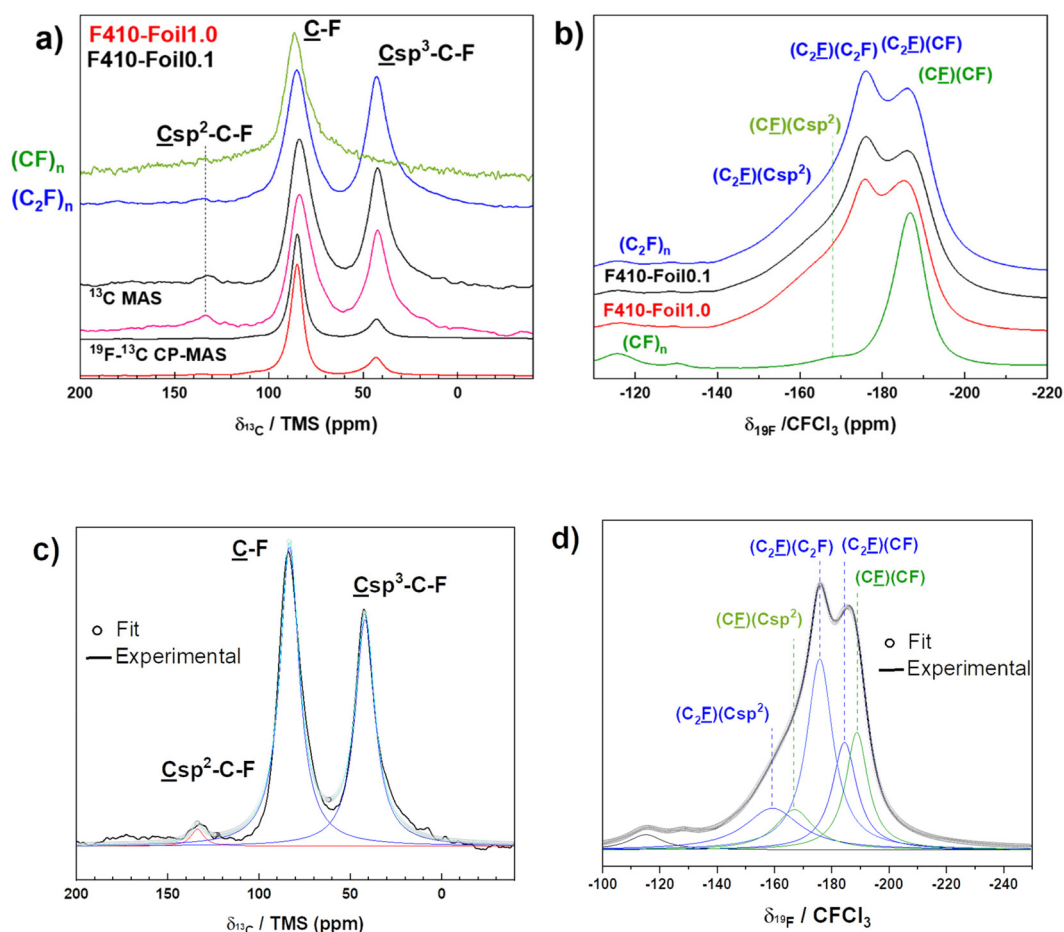 a)
F410-Foil1.0
F410-Foil0.1
C-F
Csp³-C-F
Csp²-C-F
(CF)ₙ
(C₂F)ₙ
¹³C MAS
¹⁹F-¹³C CP-MAS
200 150 100 50 0
δ₁₃C / TMS (ppm)
b)
(C₂F)(C₂F) (C₂F)(CF)
(CF)(CF)
(CF)(Csp²)
(C₂F)(Csp²)
(C₂F)ₙ
F410-Foil0.1
F410-Foil1.0
(CF)ₙ
-120 -140 -160 -180 -200 -220
δ₁₉F /CFCl₃ (ppm)
c)
C-F
Csp³-C-F
Fit
Experimental
Csp²-C-F
200 150 100 50 0
δ₁₃C / TMS (ppm)
d)
(C₂F)(C₂F) (C₂F)(CF)
(CF)(CF)
(CF)(Csp²)
Fit
Experimental
(C₂F)(Csp²)
-100 -120 -140 -160 -180 -200 -220 -240
δ₁₉F / CFCl₃